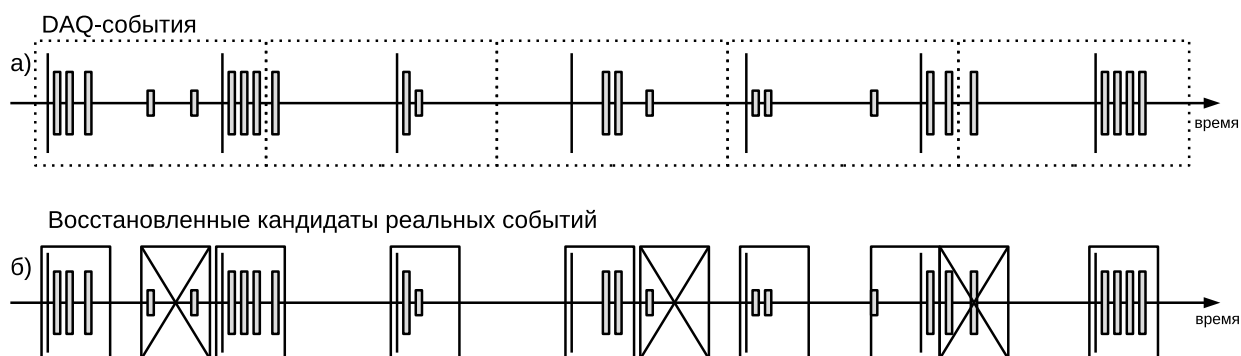 DAQ-события
а)
время
Восстановленные кандидаты реальных событий
б)
время